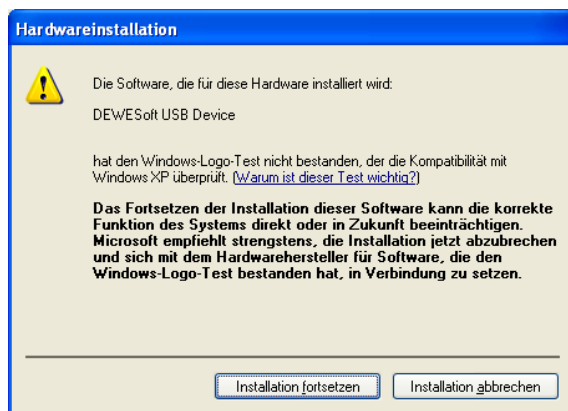 Hardwareinstallation
Die Software, die für diese Hardware installiert wird:
DEWESoft USB Device
hat den Windows-Logo-Test nicht bestanden, der die Kompatibilität mit
Windows XP überprüft. (Warum ist dieser Test wichtig?)
Das Fortsetzen der Installation dieser Software kann die korrekte
Funktion des Systems direkt oder in Zukunft beeinträchtigen.
Microsoft empfiehlt strengstens, die Installation jetzt abzubrechen
und sich mit dem Hardwarehersteller für Software, die den
Windows-Logo-Test bestanden hat, in Verbindung zu setzen.
Installation fortsetzen
Installation abbrechen